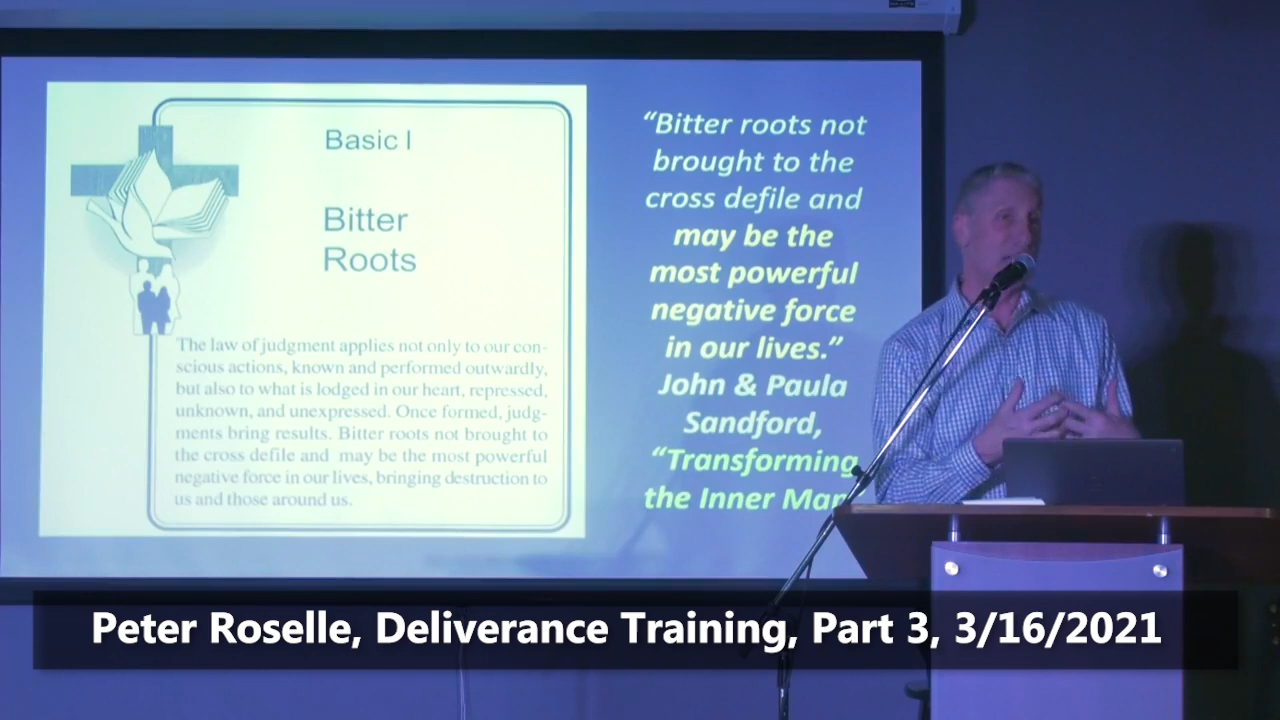 Basic I
Bitter
Roots
The law of judgment applies not only to our con-
scious actions, known and performed outwardly,
but also to what is lodged in our heart, repressed,
unknown, and unexpressed. Once formed, judg-
ments bring results. Bitter roots not brought to
the cross defile and may be the most powerful
negative force in our lives, bringing destruction to
us and those around us.
“Bitter roots not
brought to the
cross defile and
may be the
most powerful
negative force
in our lives.”
John & Paula
Sandford,
“Transforming
the Inner Man
Peter Roselle, Deliverance Training, Part 3, 3/16/2021